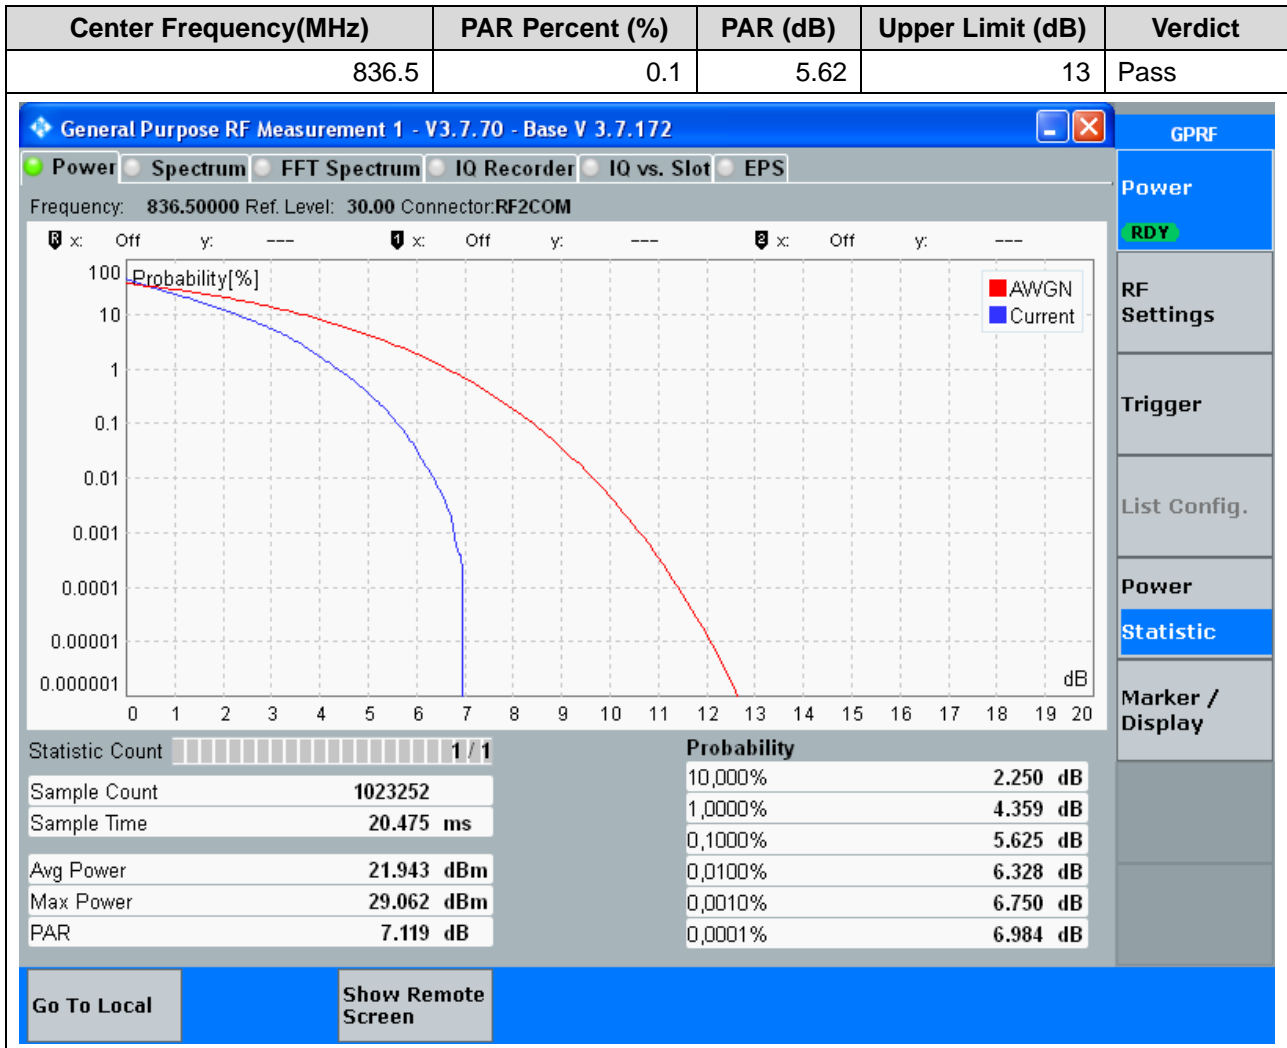 Center Frequency(MHz) PAR Percent (%) PAR (dB) Upper Limit (dB) Verdict
836.5 0.1 5.62 13 Pass
General Purpose RF Measurement 1 - V3.7.70 - Base V 3.7.172
GPRF
Power Spectrum FFT Spectrum IQ Recorder IQ vs. Slot EPS
Power
RDY
Frequency: 836.50000 Ref. Level: 30.00 Connector:RF2COM
R x: Off y: --- 1 x: Off y: --- 2 x: Off y: ---
Probability[%]
AWGN
Current
100
10
1
0.1
0.01
0.001
0.0001
0.00001
0.000001
dB
0 1 2 3 4 5 6 7 8 9 10 11 12 13 14 15 16 17 18 19 20
RF
Settings
Trigger
List Config.
Power
Statistic
Marker /
Display
Statistic Count 1 / 1
Sample Count 1023252
Sample Time 20.475 ms
Avg Power 21.943 dBm
Max Power 29.062 dBm
PAR 7.119 dB
Probability
10,000% 2.250 dB
1,0000% 4.359 dB
0,1000% 5.625 dB
0,0100% 6.328 dB
0,0010% 6.750 dB
0,0001% 6.984 dB
Go To Local
Show Remote
Screen